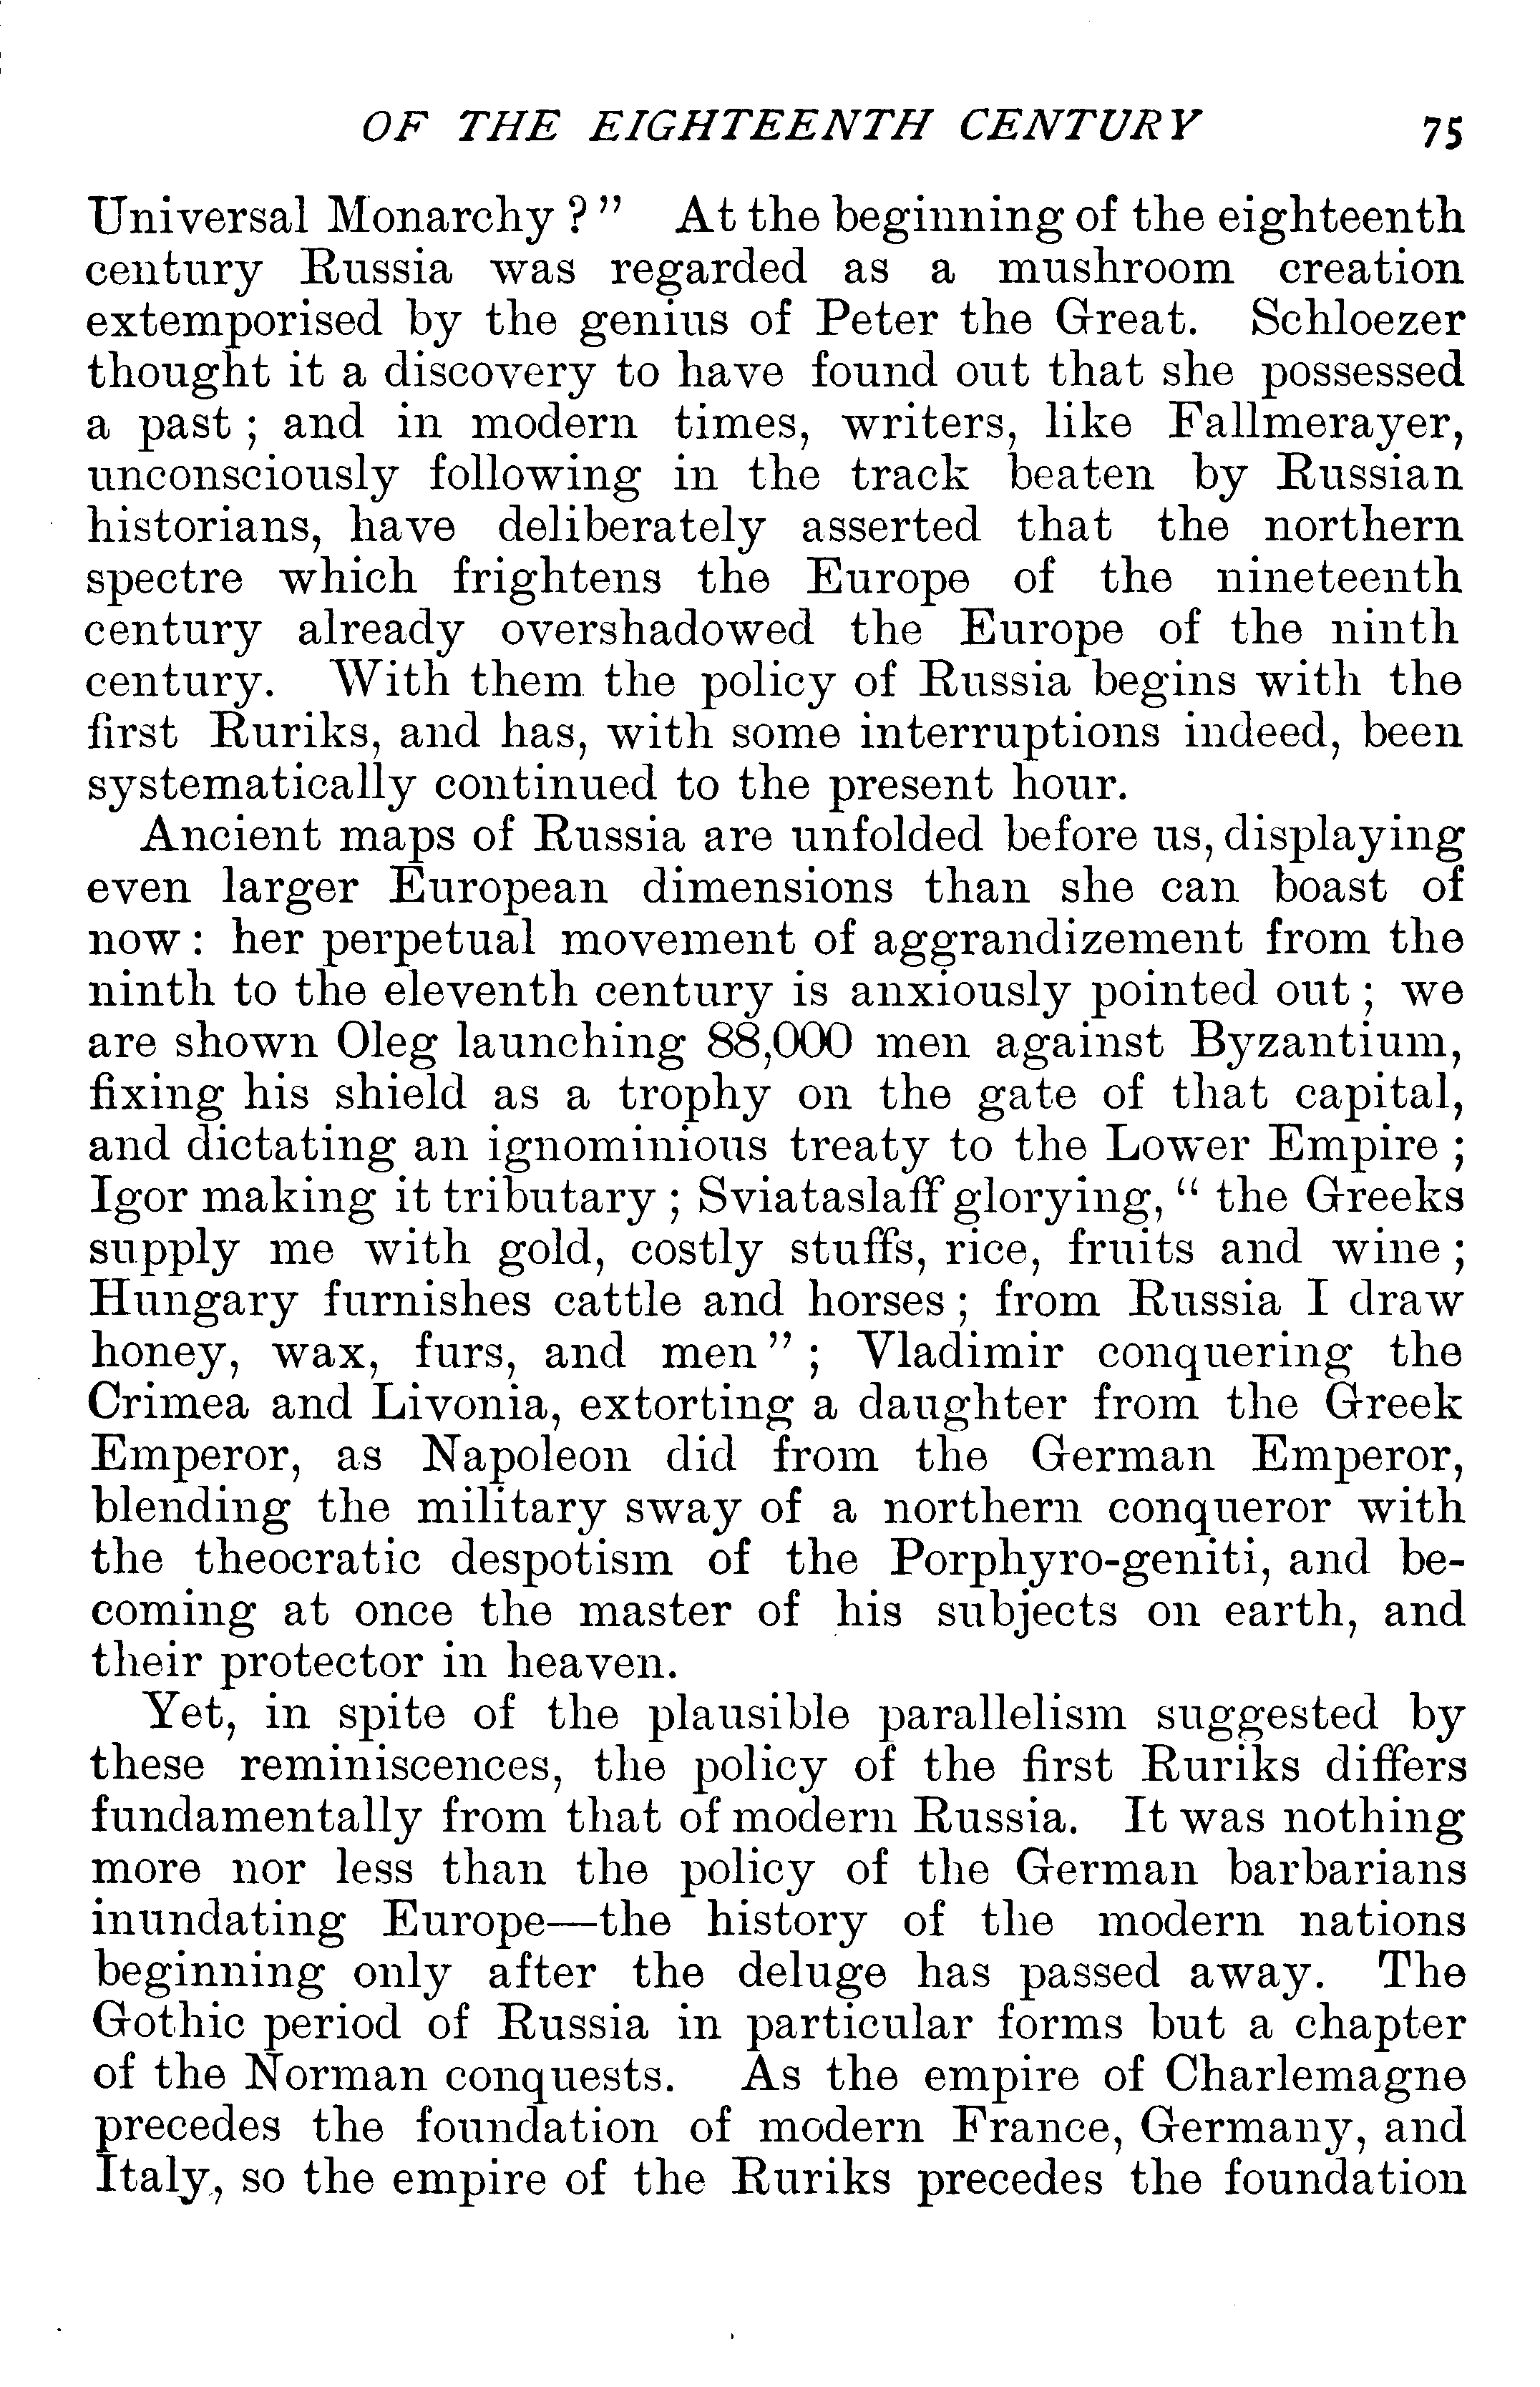 OF THE EIGHTEENTH CENTURY 75
Universal Monarchy ? " At the beginning of the eighteenth
century Russia was regarded as a mushroom creation
extemporised by the genius of Peter the Great. Schloezer
thought it a discovery to have found out that she possessed
a past ; and in modern times, writers, like Fallmerayer,
unconsciously following in the track beaten by Russian
historians, have deliberately asserted that the northern
spectre which frightens the Europe of the nineteenth
century already overshadowed the Europe of the ninth
century. With them the policy of Russia begins with the
first Ruriks, and has, with some interruptions indeed, been
systematically continued to the present hour.
Ancient maps of Russia are unfolded before us, displaying
even larger European dimensions than she can boast of
now : her perpetual movement of aggrandizement from the
ninth to the eleventh century is anxiously pointed out ; we
are shown Oleg launching 88,000 men against Byzantium,
fixing his shield as a trophy on the gate of that capital,
and dictating an ignominious treaty to the Lower Empire ;
Igor making it tributary ; Sviataslaff glorying, " the Greeks
supply me with gold, costly stuffs, rice, fruits and wine ;
Hungary furnishes cattle and horses ; from Russia I draw
honey, wax, furs, and men " ; Vladimir conquering the
Crimea and Livonia, extorting a daughter from the Greek
Emperor, as Napoleon did from the German Emperor,
blending the military sway of a northern conqueror with
the theocratic despotism of the Porphyro-geniti, and be-
coming at once the master of his subjects on earth, and
their protector in heaven.
Yet, in spite of the plausible parallelism suggested by
these reminiscences, the policy of the first Ruriks differs
fundamentally from that of modern Russia. It was nothing
more nor less than the policy of the German barbarians
inundating Europe—the history of the modern nations
beginning only after the deluge has passed away. The
Gothic period of Russia in particular forms but a chapter
of the Norman conquests. As the empire of Charlemagne
precedes the foundation of modern France, Germany, and
Italy, so the empire of the Ruriks precedes the foundation